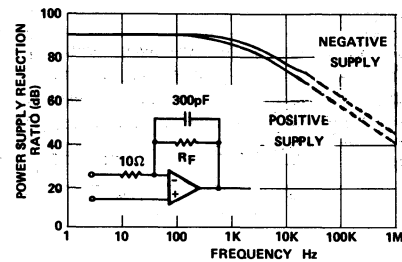 POWER SUPPLY REJECTION
RATIO (dB)
100
80
60
40
20
0
NEGATIVE
SUPPLY
POSITIVE
SUPPLY
300pF
10Ω
RF
−
+
1
10
100
1K
10K
100K
1M
FREQUENCY Hz